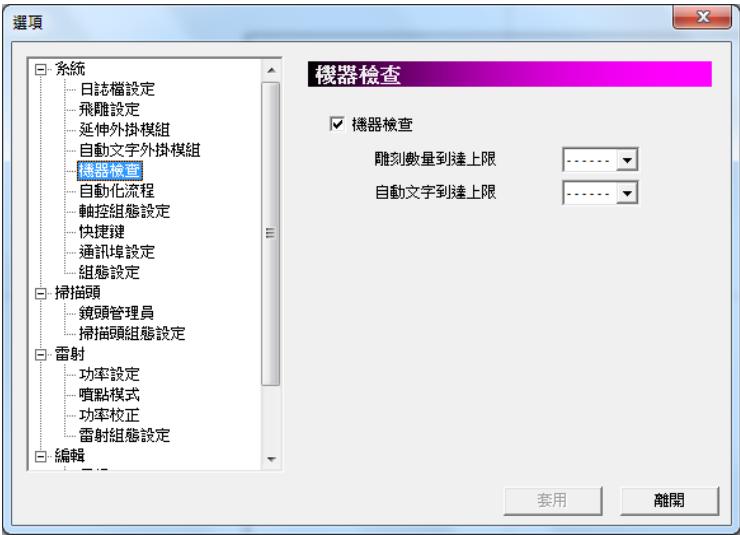 選項
系統
日誌檔設定
飛雕設定
延伸外掛模組
自動文字外掛模組
機器檢查
自動化流程
軸控組態設定
快捷鍵
通訊埠設定
組態設定
掃描頭
鏡頭管理員
掃描頭組態設定
雷射
功率設定
噴點模式
功率校正
雷射組態設定
編輯
機器檢查
機器檢查
雕刻數量到達上限 ------
自動文字到達上限 ------
套用
離開